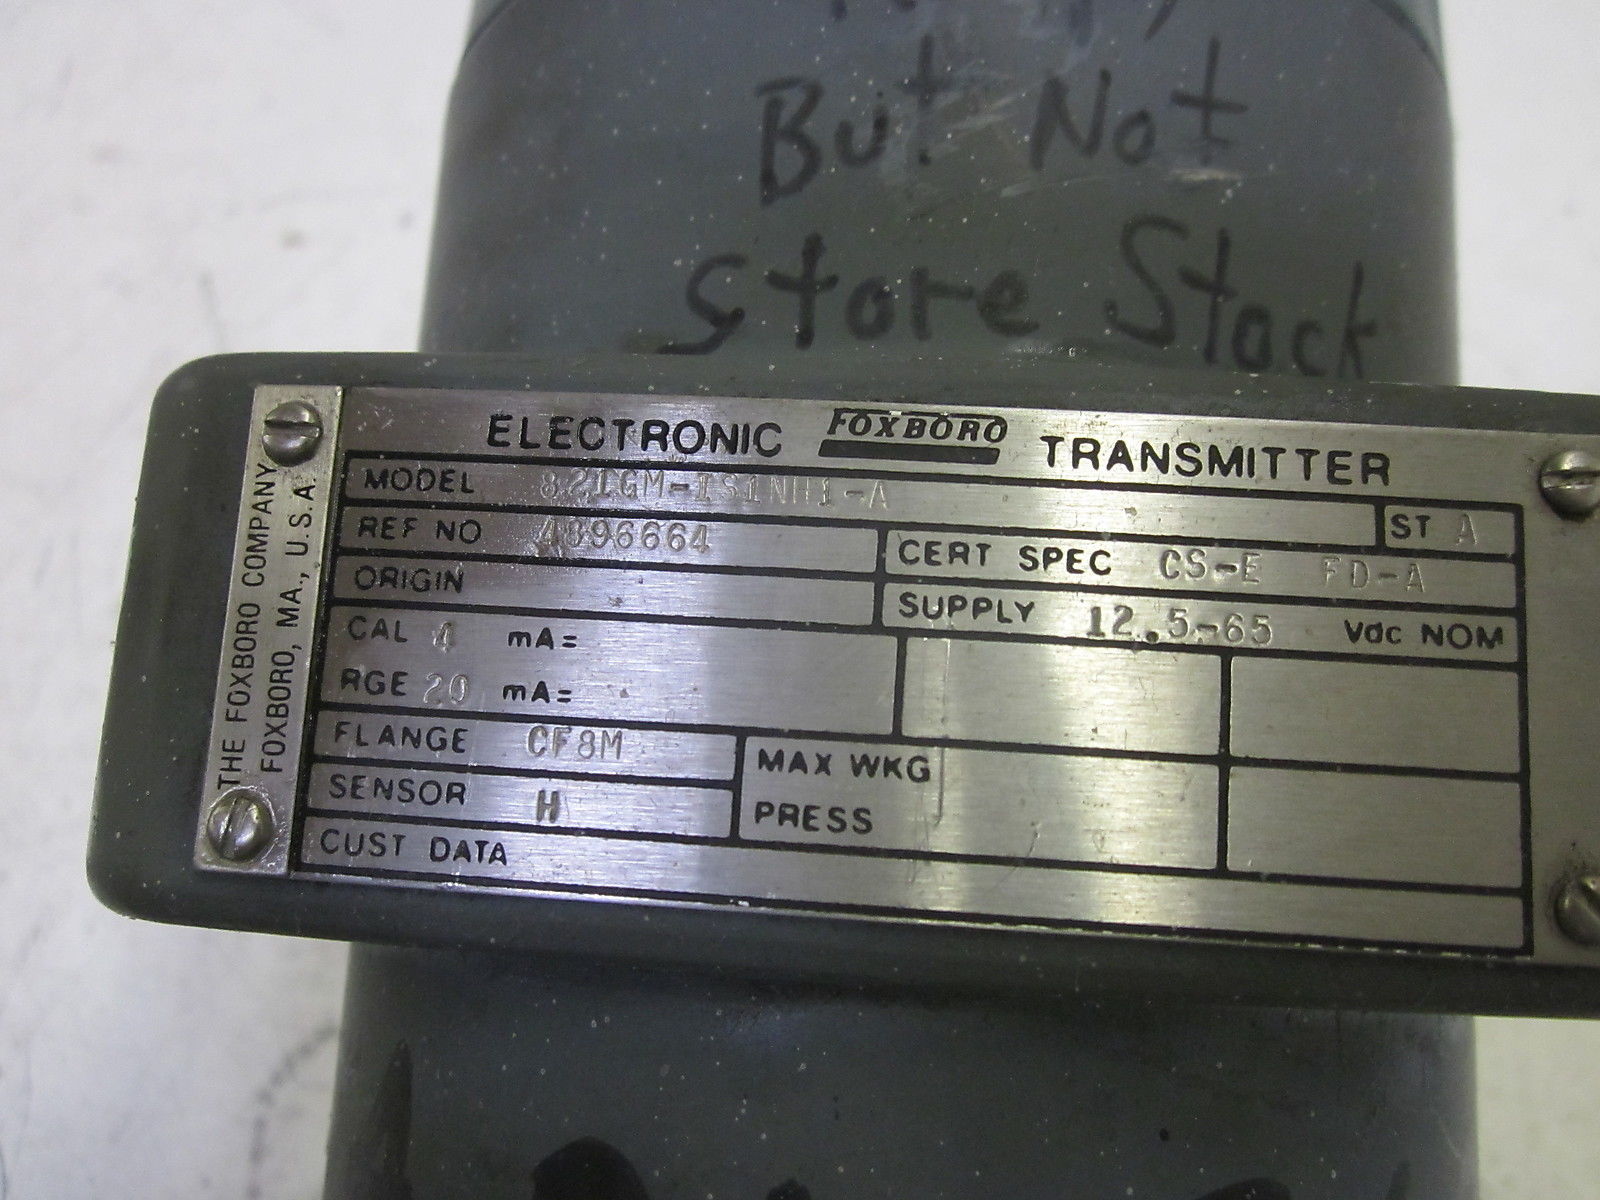 But Not
Store Stock
ELECTRONIC FOXBORO TRANSMITTER
MODEL 821GM-IS1NH1-A
ST A
REF NO 4896664
CERT SPEC CS-E FD-A
ORIGIN
SUPPLY 12.5-65 Vdc NOM
CAL 4 mA=
RGE 20 mA=
FLANGE CF8M
SENSOR H
MAX WKG
PRESS
CUST DATA
THE FOXBORO COMPANY
FOXBORO, MA., U.S.A.